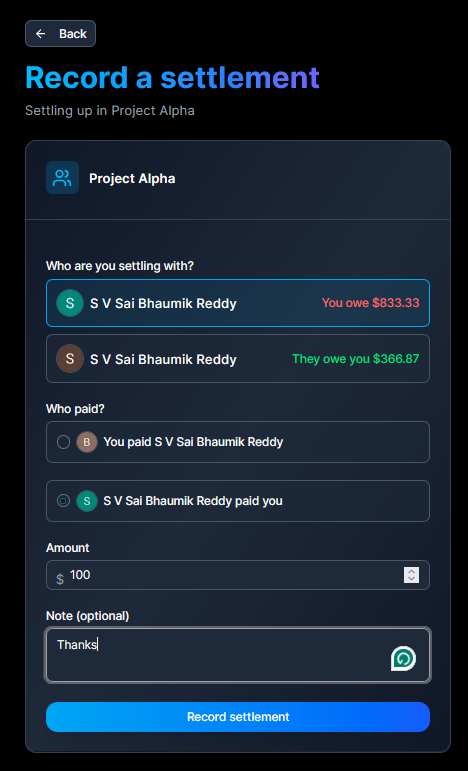 Back
Record a settlement
Settling up in Project Alpha
Project Alpha
Who are you settling with?
S S V Sai Bhaumik Reddy You owe $833.33
S S V Sai Bhaumik Reddy They owe you $366.87
Who paid?
B You paid S V Sai Bhaumik Reddy
S S V Sai Bhaumik Reddy paid you
Amount
$ 100
Note (optional)
Thanks
Record settlement